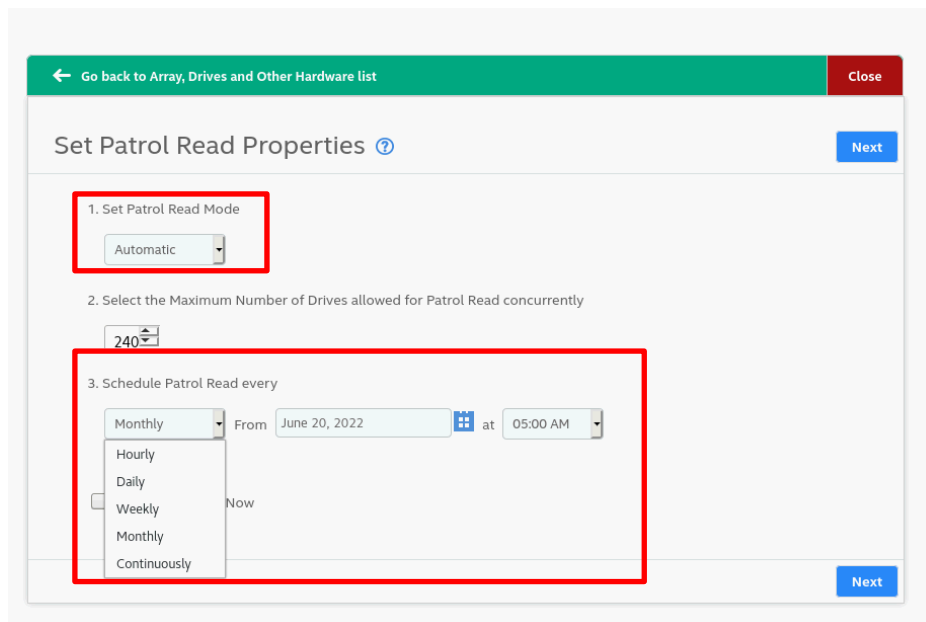 Go back to Array, Drives and Other Hardware list Close
Set Patrol Read Properties ? Next
1. Set Patrol Read Mode
Automatic
2. Select the Maximum Number of Drives allowed for Patrol Read concurrently
240
3. Schedule Patrol Read every
Monthly From June 20, 2022 at 05:00 AM
Hourly
Daily
Weekly
Now
Monthly
Continuously
Next